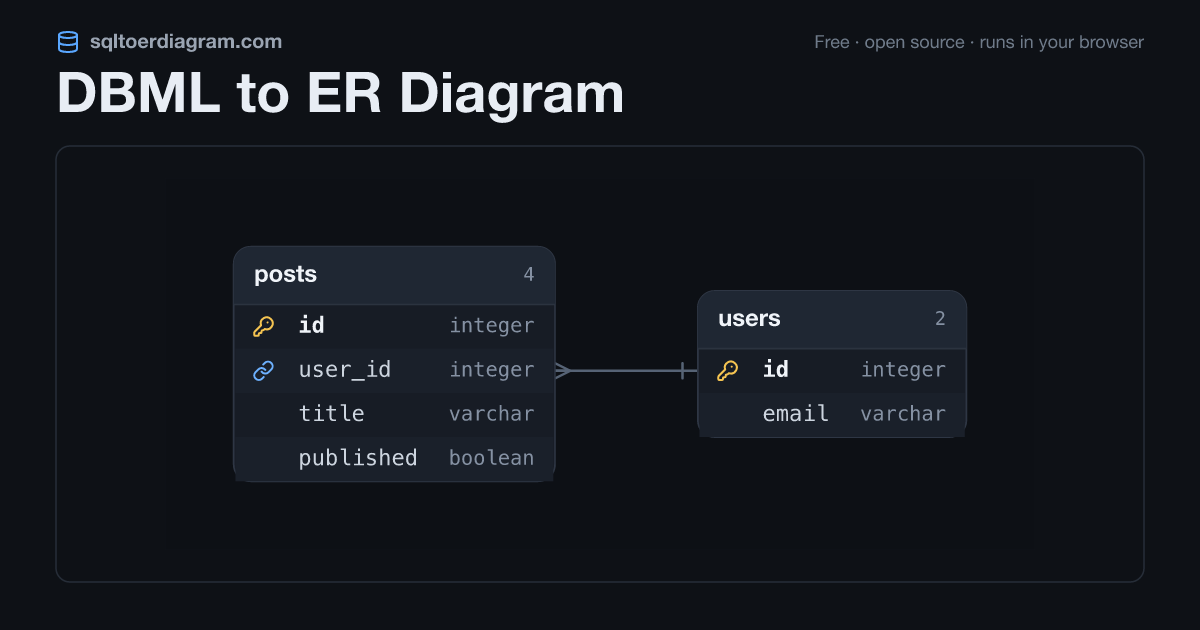 sqltoerdiagram.com
Free · open source · runs in your browser
DBML to ER Diagram
posts 4
id integer
user_id integer
title varchar
published boolean
users 2
id integer
email varchar